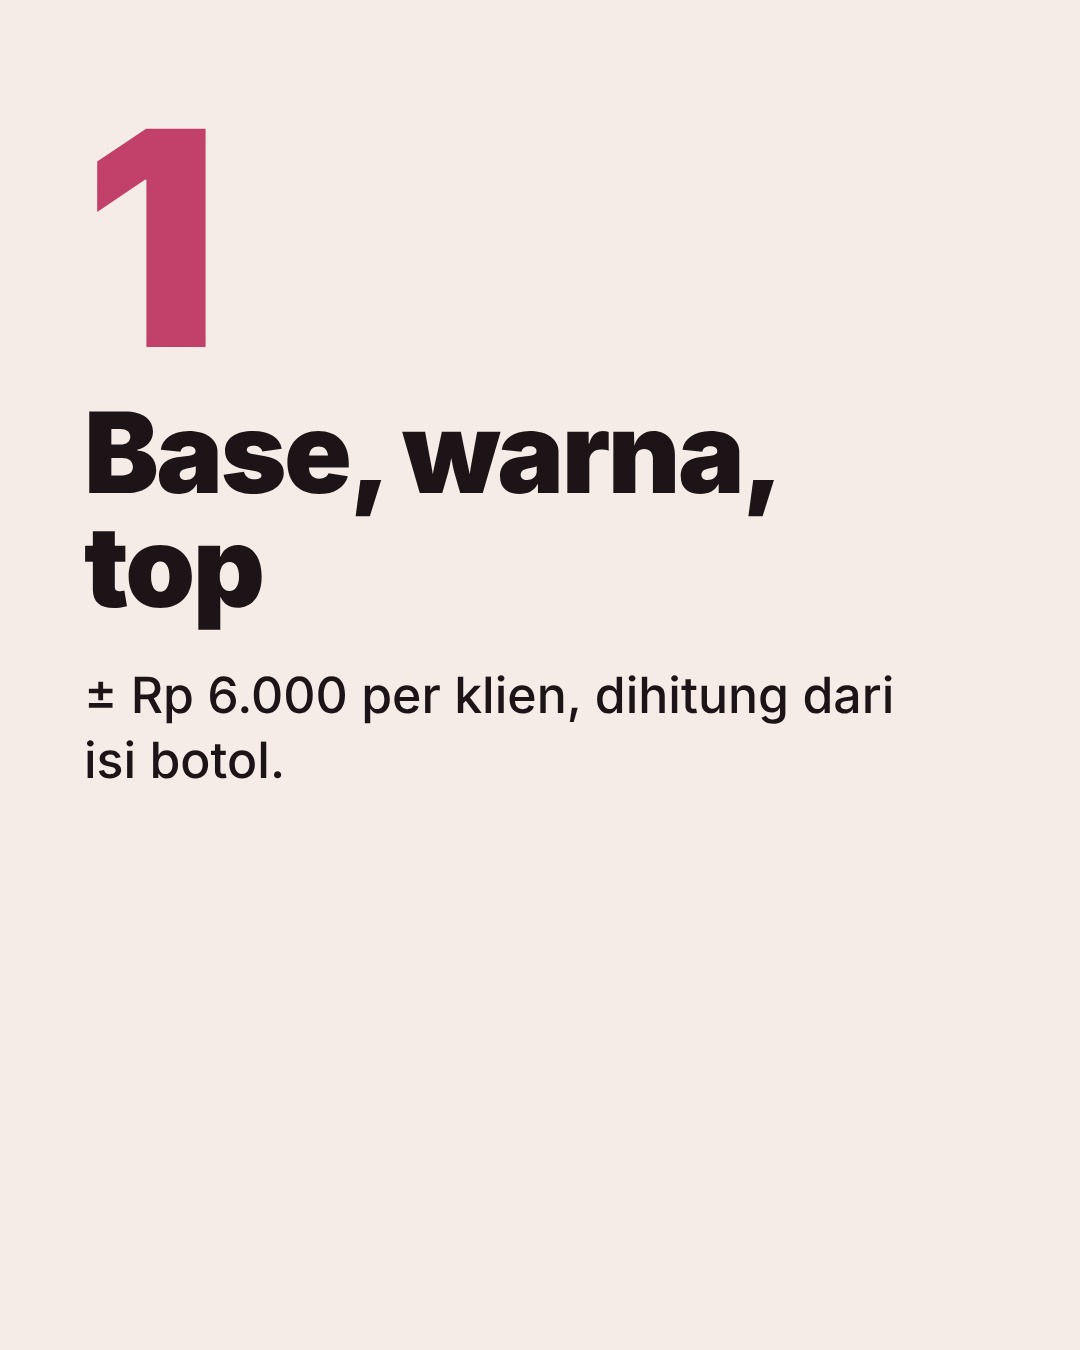 1
Base, warna,
top
± Rp 6.000 per klien, dihitung dari
isi botol.